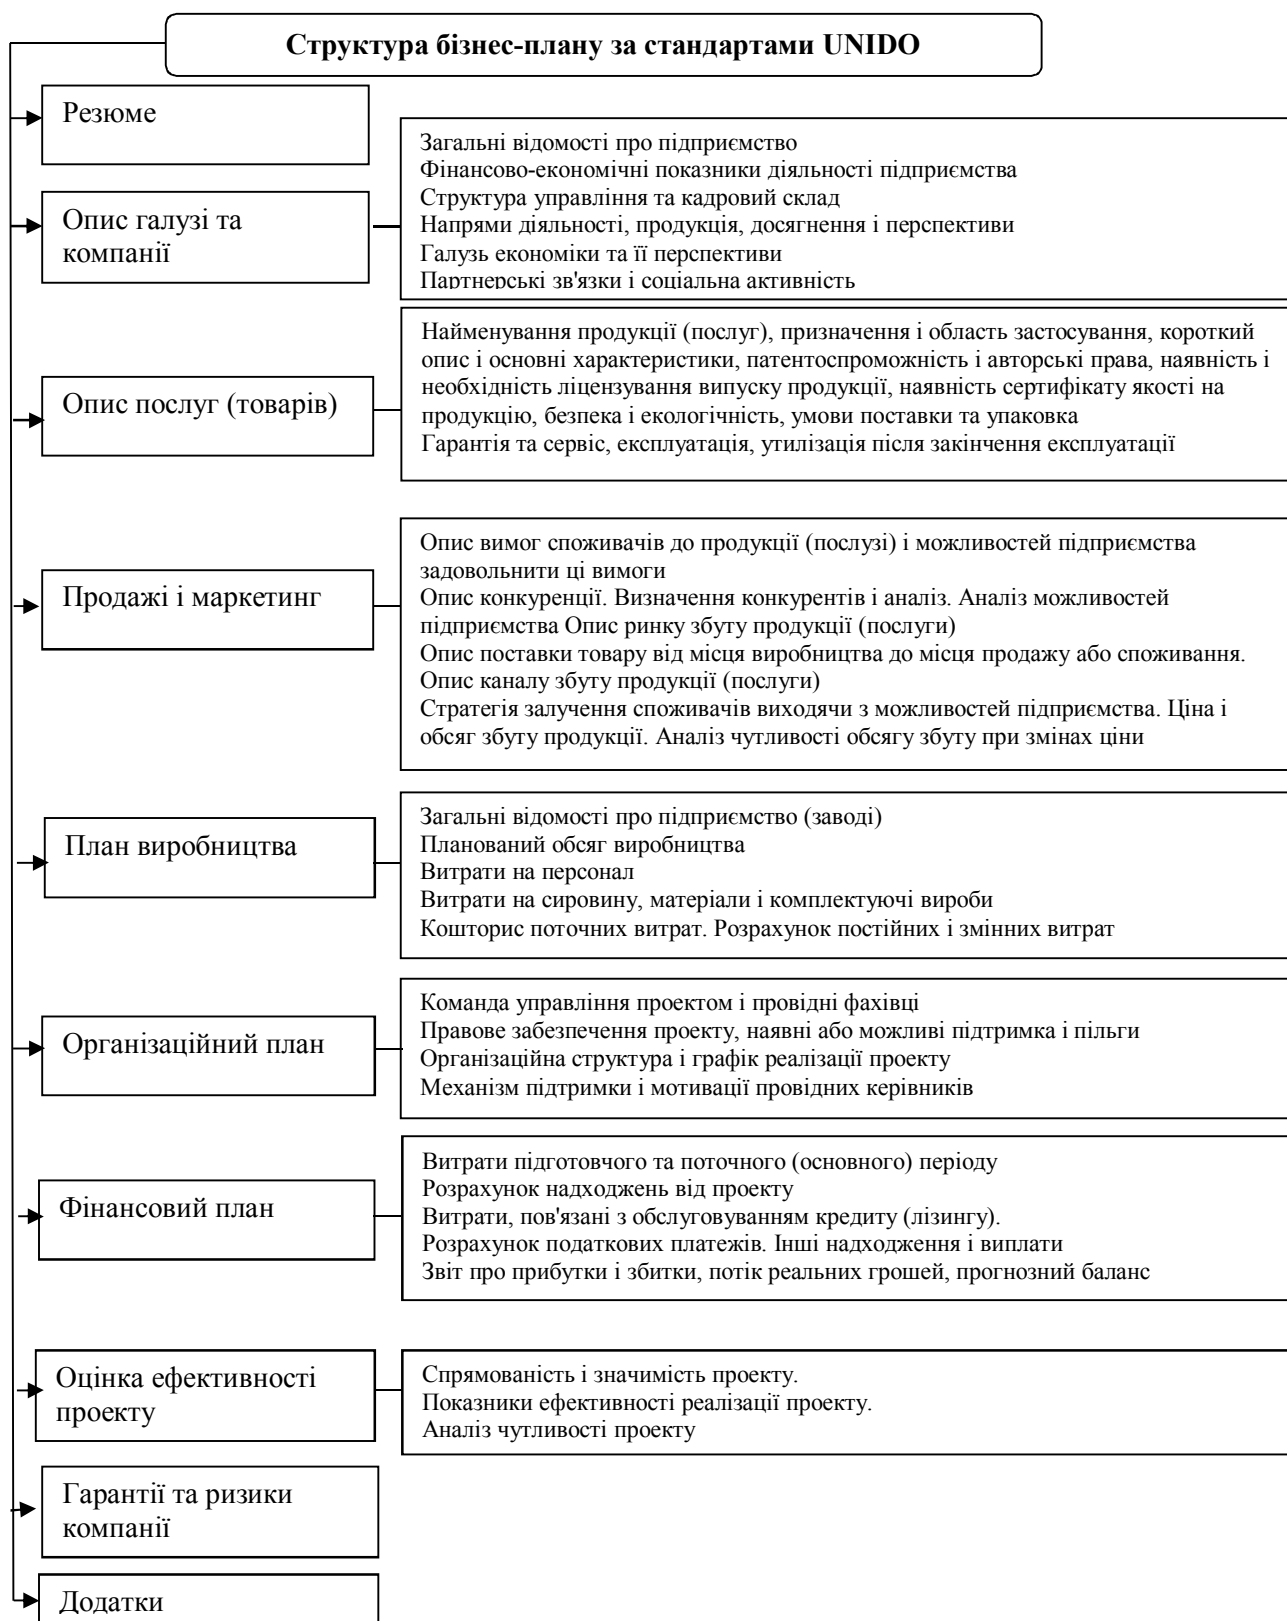 Структура бізнес-плану за стандартами UNIDO
Резюме
Опис галузі та
компанії
Загальні відомості про підприємство
Фінансово-економічні показники діяльності підприємства
Структура управління та кадровий склад
Напрями діяльності, продукція, досягнення і перспективи
Галузь економіки та її перспективи
Партнерські зв'язки і соціальна активність
Опис послуг (товарів)
Найменування продукції (послуг), призначення і область застосування, короткий
опис і основні характеристики, патентоспроможність і авторські права, наявність і
необхідність ліцензування випуску продукції, наявність сертифікату якості на
продукцію, безпека і екологічність, умови поставки та упаковка
Гарантія та сервіс, експлуатація, утилізація після закінчення експлуатації
Продажі і маркетинг
Опис вимог споживачів до продукції (послузі) і можливостей підприємства
задовольнити ці вимоги
Опис конкуренції. Визначення конкурентів і аналіз. Аналіз можливостей
підприємства Опис ринку збуту продукції (послуги)
Опис поставки товару від місця виробництва до місця продажу або споживання.
Опис каналу збуту продукції (послуги)
Стратегія залучення споживачів виходячи з можливостей підприємства. Ціна і
обсяг збуту продукції. Аналіз чутливості обсягу збуту при змінах ціни
План виробництва
Загальні відомості про підприємство (заводі)
Планований обсяг виробництва
Витрати на персонал
Витрати на сировину, матеріали і комплектуючі вироби
Кошторис поточних витрат. Розрахунок постійних і змінних витрат
Організаційний план
Команда управління проектом і провідні фахівці
Правове забезпечення проекту, наявні або можливі підтримка і пільги
Організаційна структура і графік реалізації проекту
Механізм підтримки і мотивації провідних керівників
Фінансовий план
Витрати підготовчого та поточного (основного) періоду
Розрахунок надходжень від проекту
Витрати, пов'язані з обслуговуванням кредиту (лізингу).
Розрахунок податкових платежів. Інші надходження і виплати
Звіт про прибутки і збитки, потік реальних грошей, прогнозний баланс
Оцінка ефективності
проекту
Спрямованість і значимість проекту.
Показники ефективності реалізації проекту.
Аналіз чутливості проекту
Гарантії та ризики
компанії
Додатки